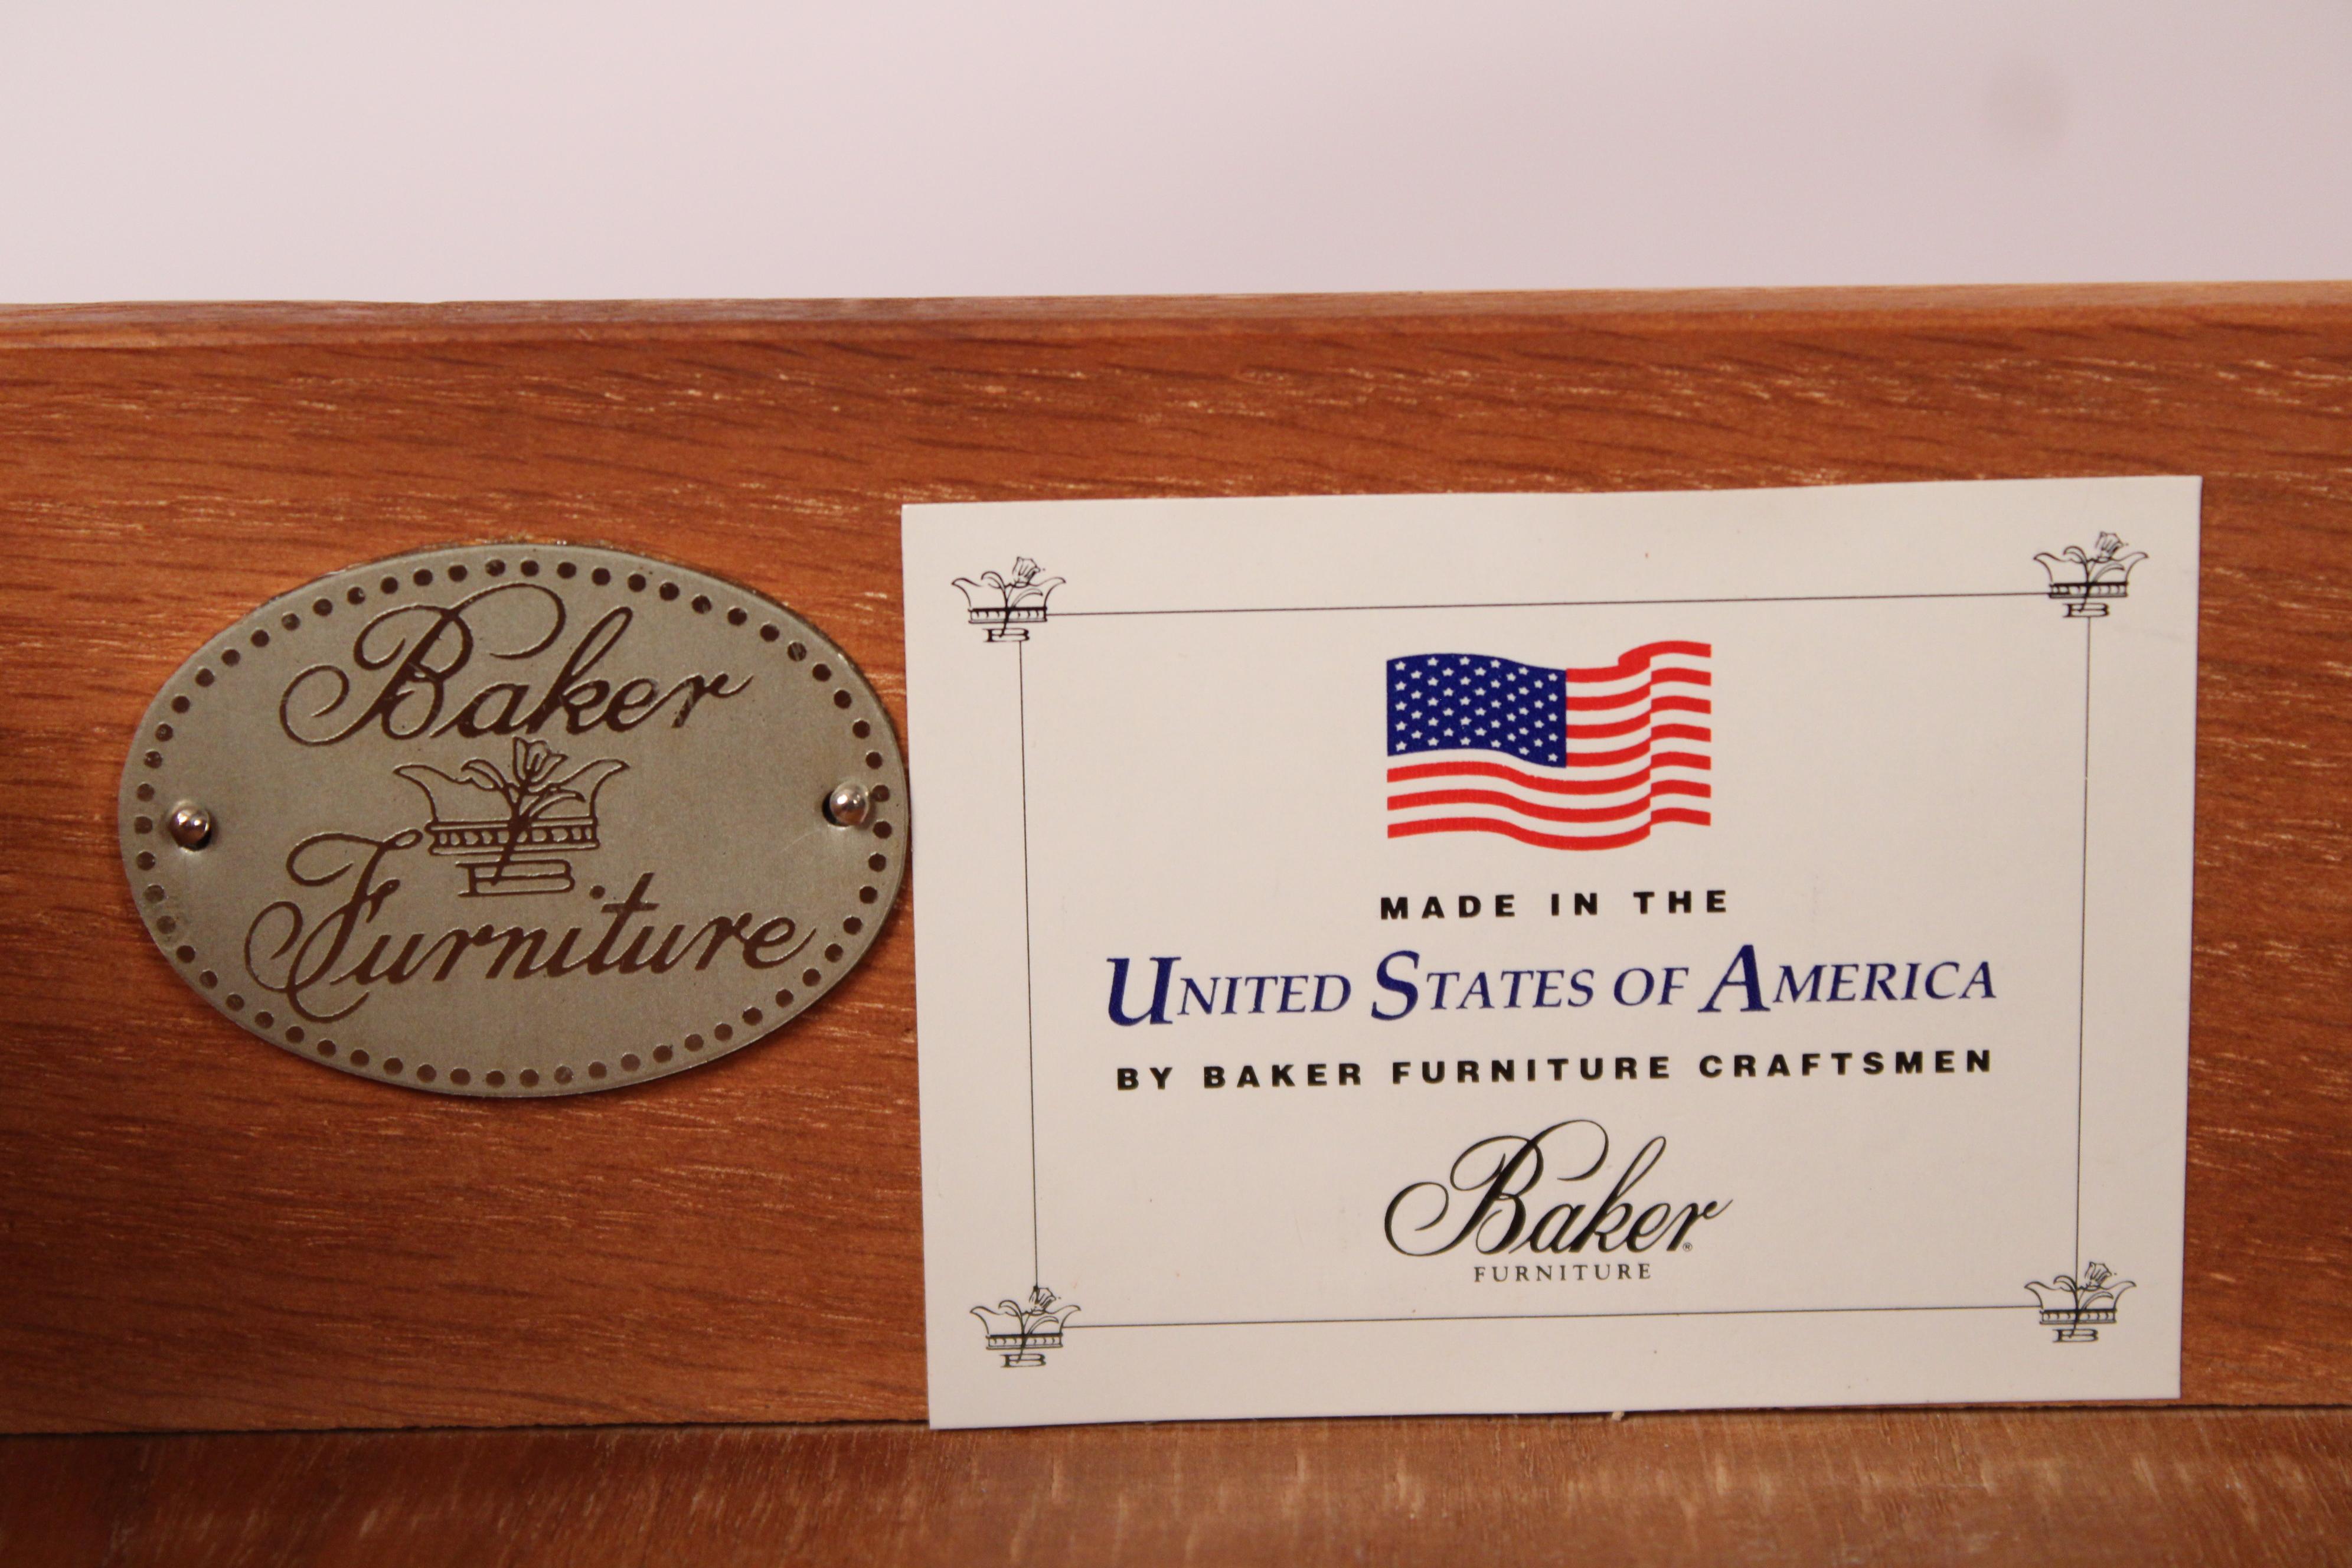 Baker
B
Furniture
B
B
MADE IN THE
UNITED STATES OF AMERICA
BY BAKER FURNITURE CRAFTSMEN
Baker®
FURNITURE
B
B